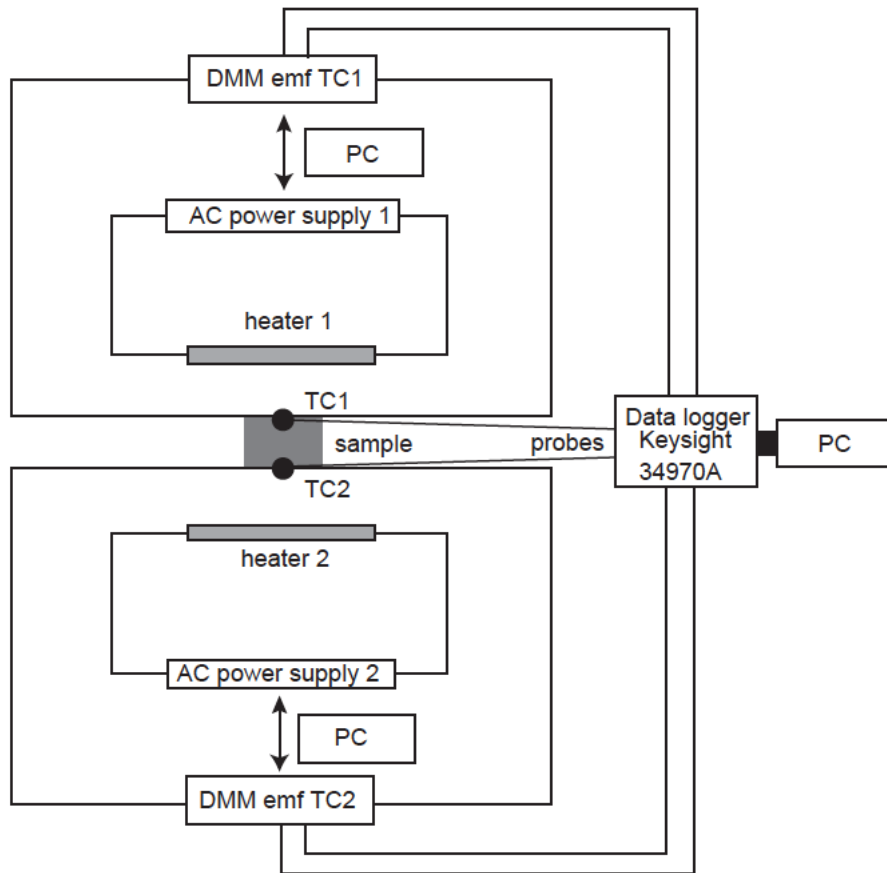 DMM emf TC1
PC
AC power supply 1
heater 1
TC1
sample
probes
Data logger
Keysight
34970A
PC
TC2
heater 2
AC power supply 2
PC
DMM emf TC2